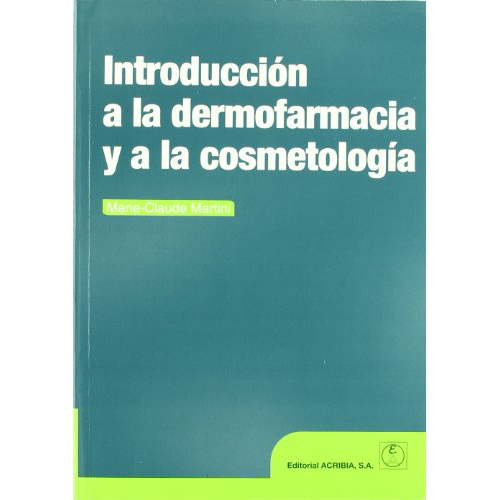 Introducción
a la dermofarmacia
y a la cosmetología
Marie-Claude Martini
Editorial ACRIBIA, S.A.